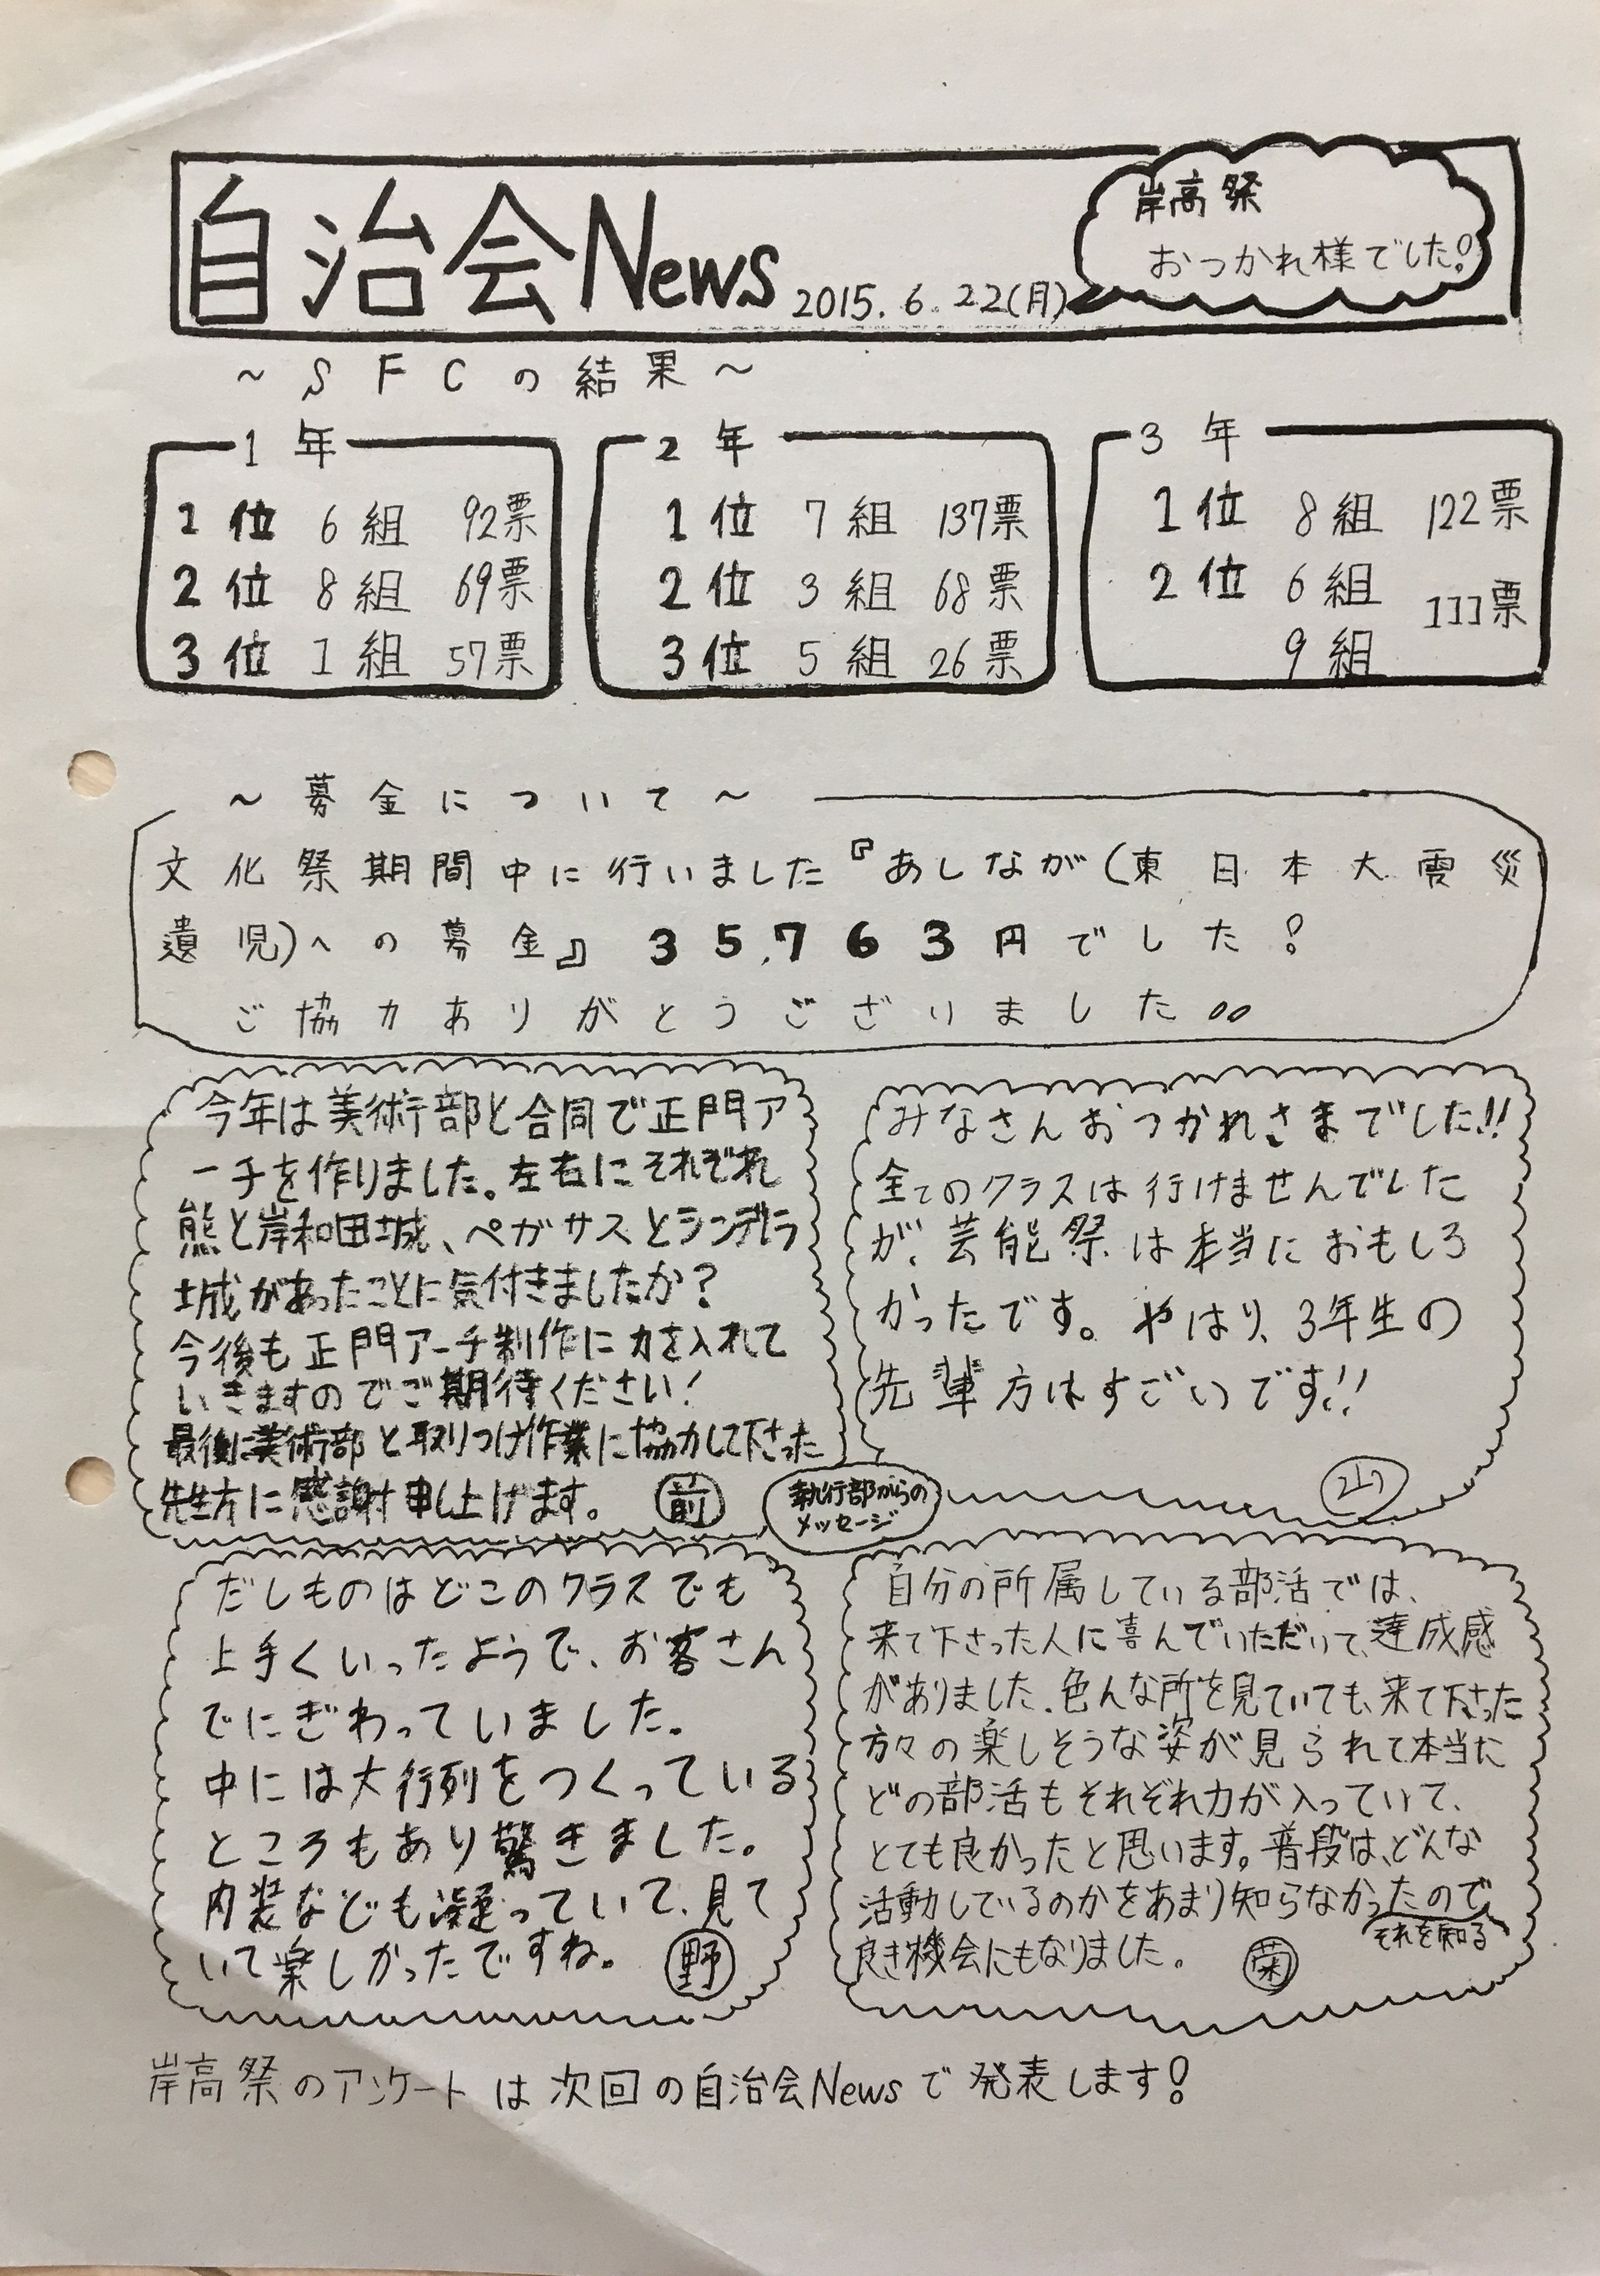 自治会News 2015.6.22(月)
岸高祭
おつかれ様でした!
～SFCの結果～
1年
1位 6組 92票
2位 8組 69票
3位 1組 57票
2年
1位 7組 137票
2位 3組 68票
3位 5組 26票
3年
1位 8組 122票
2位 6組 111票
9組
～募金について～
文化祭期間中に行いました『あしなが(東日本大震災
遺児)への募金』35,763円でした!
ご協力ありがとうございました。。
今年は美術部と合同で正門ア
ーチを作りました。左右にそれぞれ
熊と岸和田城、ペガサスとシンデレラ
城があったことに気付きましたか?
今後も正門アーチ制作に力を入れて
いきますのでご期待ください!
最後に美術部と取りつけ作業に協力して下さった
先生方に感謝申し上げます。 前
みなさんおつかれさまでした!!
全てのクラスは行けませんでした
が、芸能祭は本当におもしろ
かったです。やはり、3年生の
先輩方はすごいです!!
山
執行部からの
メッセージ
だしものはどこのクラスでも
上手くいったようで、お客さん
でにぎわっていました。
中には大行列をつくっている
ところもあり驚きました。
内装なども凝っていて、見て
いて楽しかったですね。 野
自分の所属している部活では、
来て下さった人に喜んでいただいて、達成感
がありました。色んな所を見ていても、来て下さった
方々の楽しそうな姿が見られて本当に
どの部活もそれぞれ力が入っていて、
とても良かったと思います。普段は、どんな
活動しているのかをあまり知らなかったので
それを知る
良き機会にもなりました。 菊
岸高祭のアンケートは次回の自治会Newsで発表します!